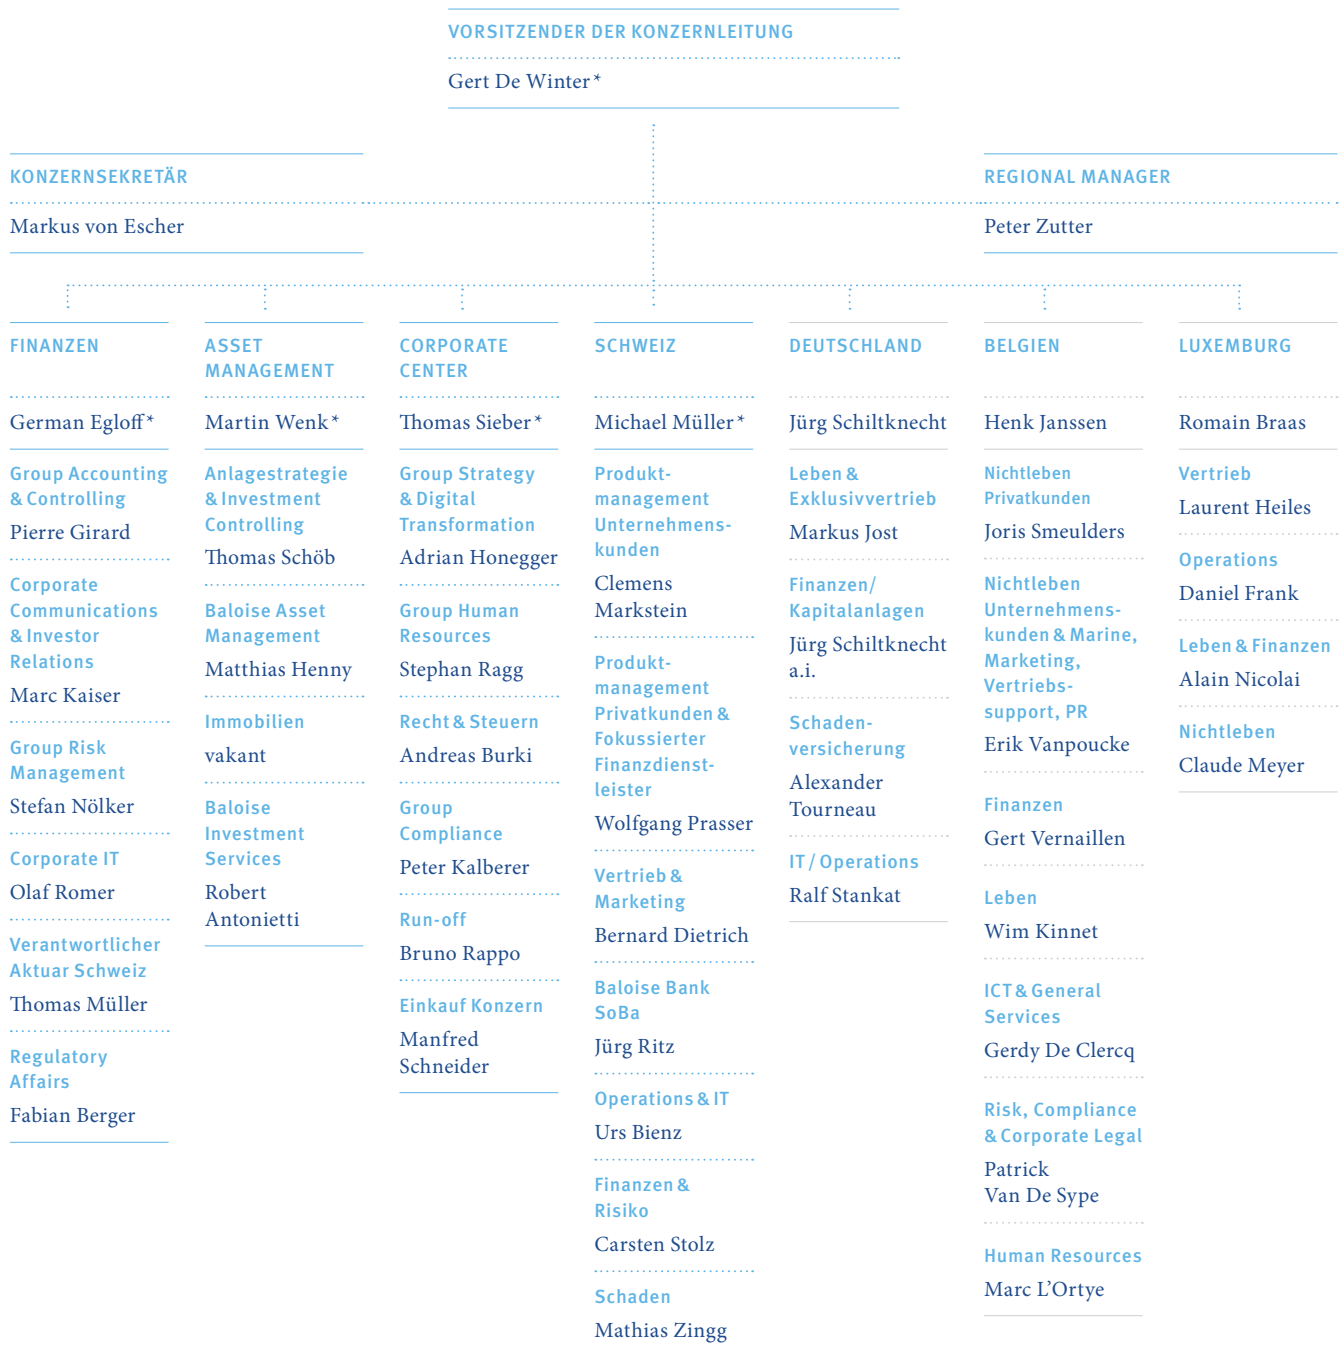 VORSITZENDER DER KONZERNLEITUNG
Gert De Winter*
KONZERNSEKRETÄR
Markus von Escher
REGIONAL MANAGER
Peter Zutter
FINANZEN
German Egloff*
Group Accounting
& Controlling
Pierre Girard
Corporate
Communications
& Investor
Relations
Marc Kaiser
Group Risk
Management
Stefan Nölker
Corporate IT
Olaf Romer
Verantwortlicher
Aktuar Schweiz
Thomas Müller
Regulatory
Affairs
Fabian Berger
ASSET
MANAGEMENT
Martin Wenk*
Anlagestrategie
& Investment
Controlling
Thomas Schöb
Baloise Asset
Management
Matthias Henny
Immobilien
vakant
Baloise
Investment
Services
Robert
Antonietti
CORPORATE
CENTER
Thomas Sieber*
Group Strategy
& Digital
Transformation
Adrian Honegger
Group Human
Resources
Stephan Ragg
Recht & Steuern
Andreas Burki
Group
Compliance
Peter Kalberer
Run-off
Bruno Rappo
Einkauf Konzern
Manfred
Schneider
SCHWEIZ
Michael Müller*
Produkt-
management
Unternehmens-
kunden
Clemens
Markstein
Produkt-
management
Privatkunden &
Fokussierter
Finanzdienst-
leister
Wolfgang Prasser
Vertrieb &
Marketing
Bernard Dietrich
Baloise Bank
SoBa
Jürg Ritz
Operations & IT
Urs Bienz
Finanzen &
Risiko
Carsten Stolz
Schaden
Mathias Zingg
DEUTSCHLAND
Jürg Schiltknecht
Leben &
Exklusivvertrieb
Markus Jost
Finanzen/
Kapitalanlagen
Jürg Schiltknecht
a.i.
Schaden-
versicherung
Alexander
Tourneau
IT / Operations
Ralf Stankat
BELGIEN
Henk Janssen
Nichtleben
Privatkunden
Joris Smeulders
Nichtleben
Unternehmens-
kunden & Marine,
Marketing,
Vertriebs-
support, PR
Erik Vanpoucke
Finanzen
Gert Vernaillen
Leben
Wim Kinnet
ICT & General
Services
Gerdy De Clercq
Risk, Compliance
& Corporate Legal
Patrick
Van De Sype
Human Resources
Marc L'Ortye
LUXEMBURG
Romain Braas
Vertrieb
Laurent Heiles
Operations
Daniel Frank
Leben & Finanzen
Alain Nicolai
Nichtleben
Claude Meyer